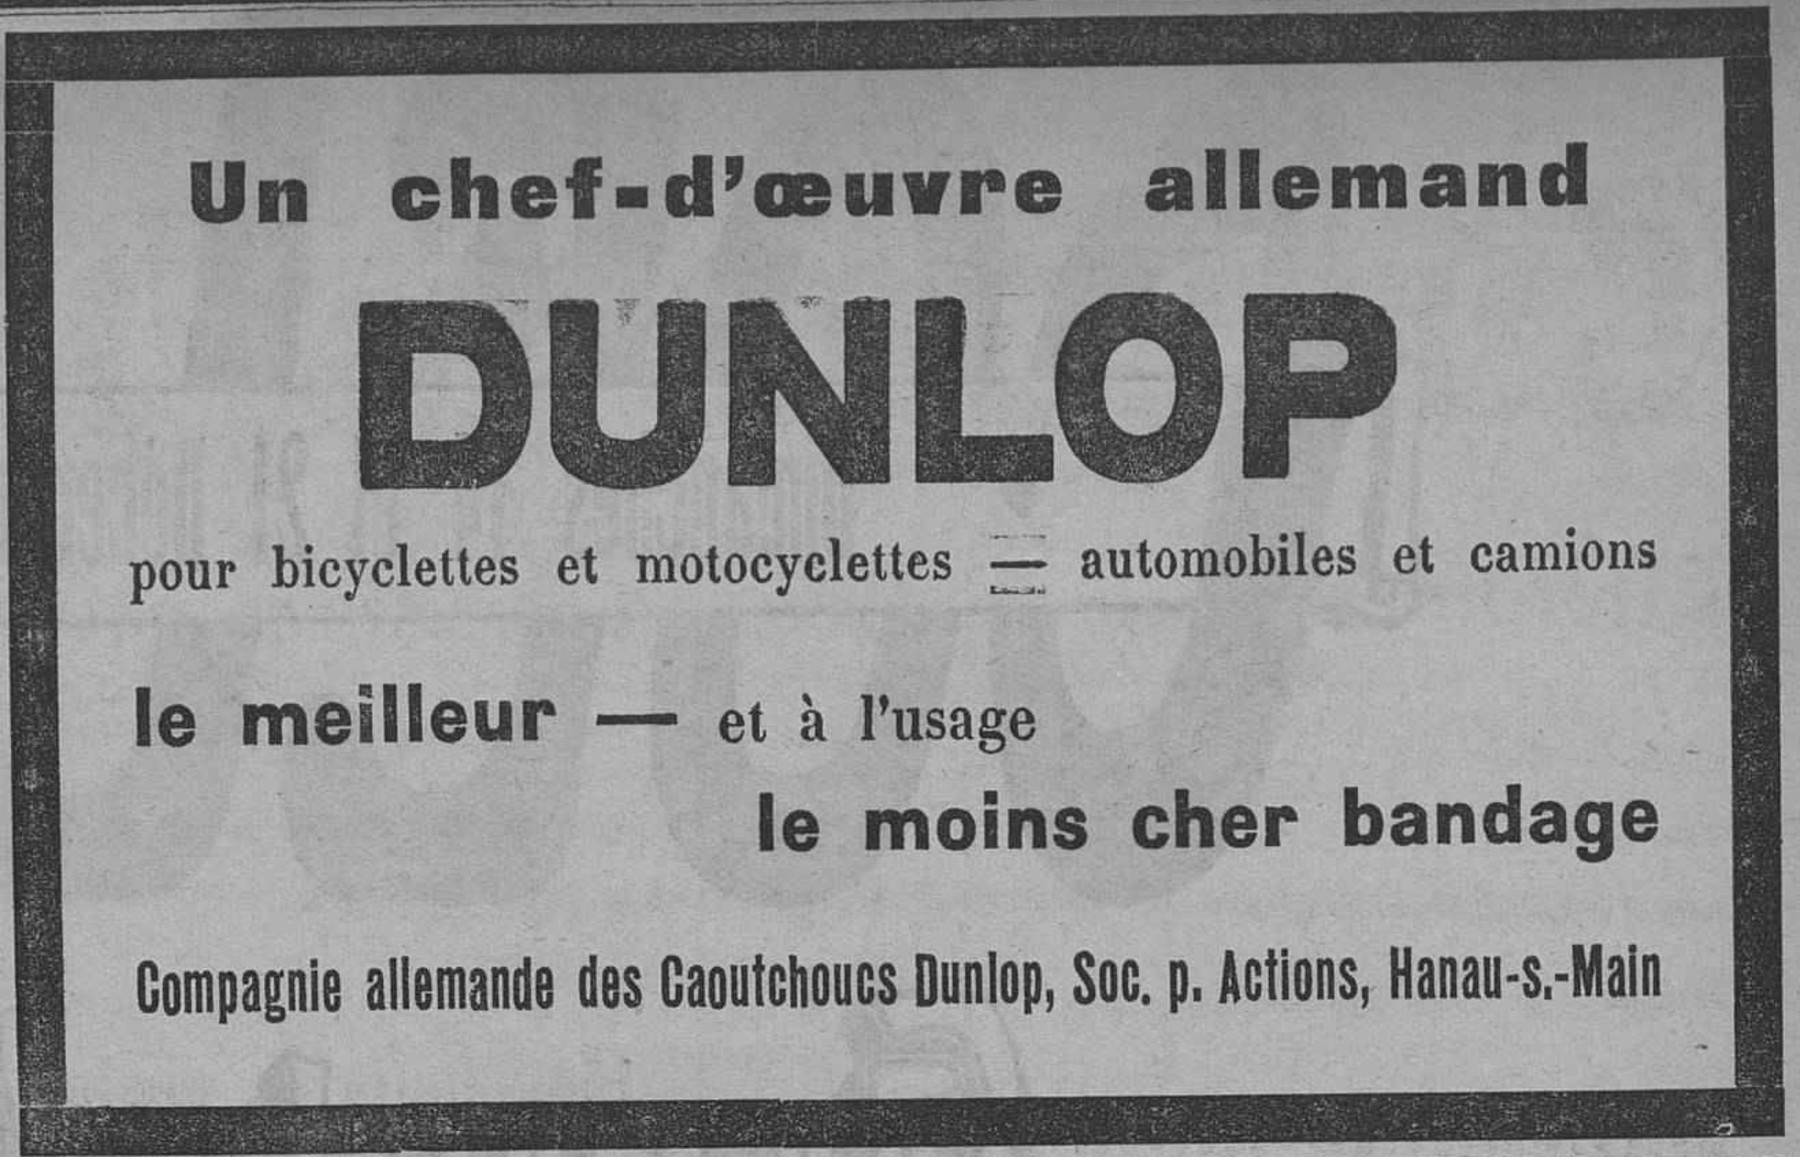 Un chef-d'œuvre allemand
DUNLOP
pour bicyclettes et motocyclettes — automobiles et camions
le meilleur — et à l'usage
le moins cher bandage
Compagnie allemande des Caoutchoucs Dunlop, Soc. p. Actions, Hanau-s.-Main